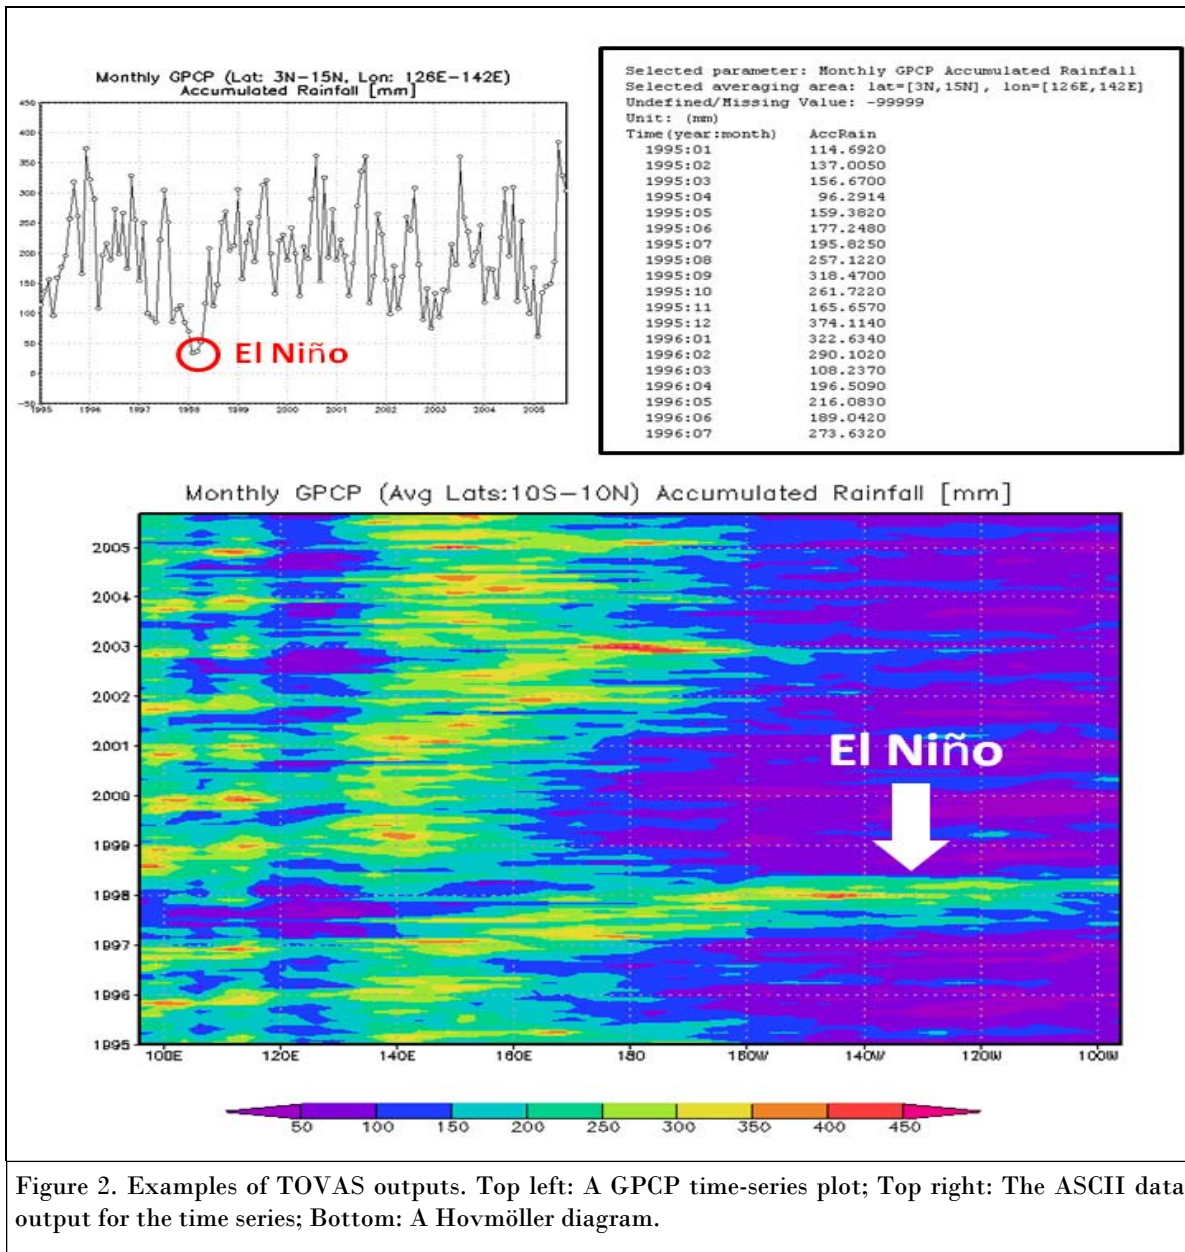 Monthly GPCP (Lat: 3N-15N, Lon: 126E-142E)
Accumulated Rainfall [mm]
450
400
350
300
250
200
150
100
50
0
-50
1995 1996 1997 1998 1999 2000 2001 2002 2003 2004 2005
El Niño
Selected parameter: Monthly GPCP Accumulated Rainfall
Selected averaging area: lat=[3N,15N], lon=[126E,142E]
Undefined/Missing Value: -99999
Unit: (mm)
Time(year:month) AccRain
1995:01 114.6920
1995:02 137.0050
1995:03 156.6700
1995:04 96.2914
1995:05 159.3820
1995:06 177.2480
1995:07 195.8250
1995:08 257.1220
1995:09 318.4700
1995:10 261.7220
1995:11 165.6570
1995:12 374.1140
1996:01 322.6340
1996:02 290.1020
1996:03 108.2370
1996:04 196.5090
1996:05 216.0830
1996:06 189.0420
1996:07 273.6320
Monthly GPCP (Avg Lats:10S-10N) Accumulated Rainfall [mm]
2005
2004
2003
2002
2001
2000
1999
1998
1997
1996
1995
El Niño
100E 120E 140E 160E 180 160W 140W 120W 100W
50 100 150 200 250 300 350 400 450
Figure 2. Examples of TOVAS outputs. Top left: A GPCP time-series plot; Top right: The ASCII data
output for the time series; Bottom: A Hovmöller diagram.